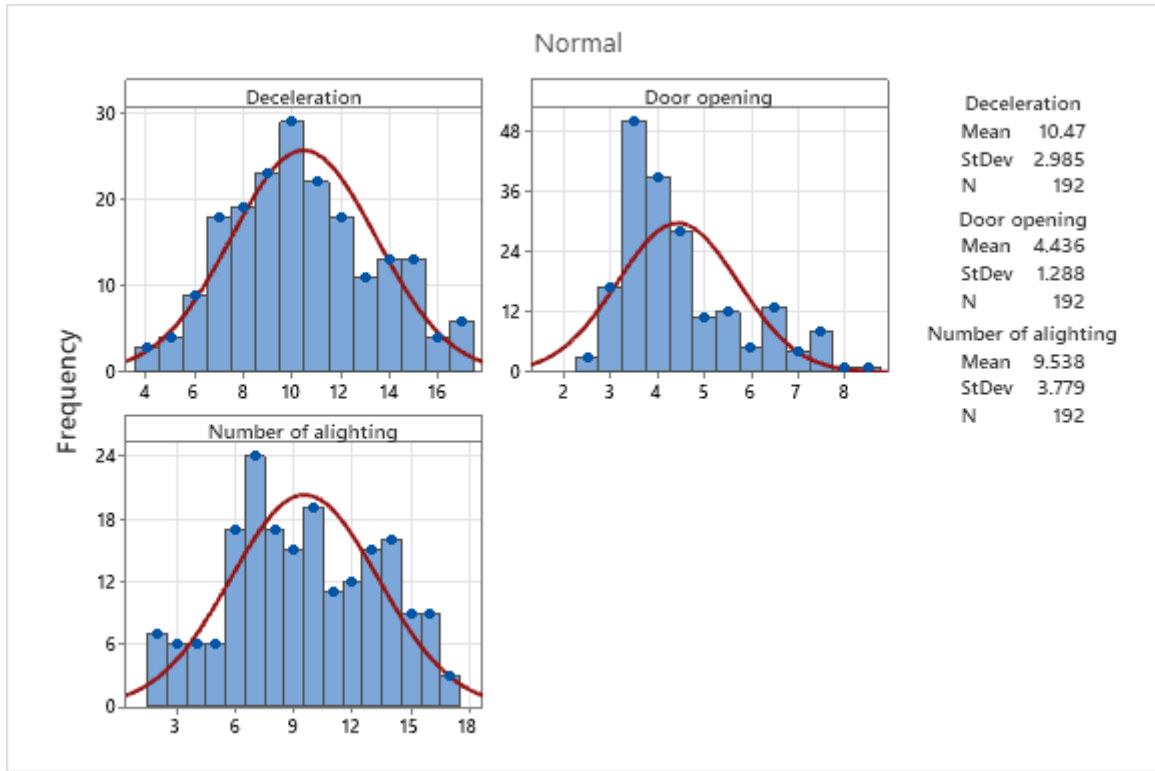 Normal
Deceleration
30
20
10
0
4 6 8 10 12 14 16
Door opening
48
36
24
12
0
2 3 4 5 6 7 8
Number of alighting
24
18
12
6
0
3 6 9 12 15 18
Frequency
Deceleration
Mean 10.47
StDev 2.985
N 192
Door opening
Mean 4.436
StDev 1.288
N 192
Number of alighting
Mean 9.538
StDev 3.779
N 192